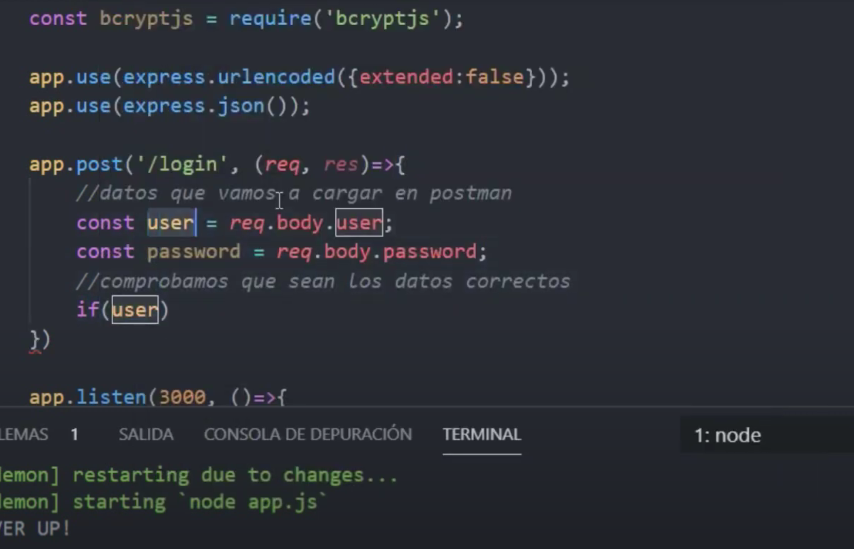 const bcryptjs = require('bcryptjs');
app.use(express.urlencoded({extended:false}));
app.use(express.json());
app.post('/login', (req, res)=>{
//datos que vamos a cargar en postman
const user = req.body.user;
const password = req.body.password;
//comprobamos que sean los datos correctos
if(user)
})
app.listen(3000, ()=>{
LEMAS 1 SALIDA CONSOLA DE DEPURACIÓN TERMINAL 1: node
demon] restarting due to changes...
demon] starting `node app.js`
VER UP!